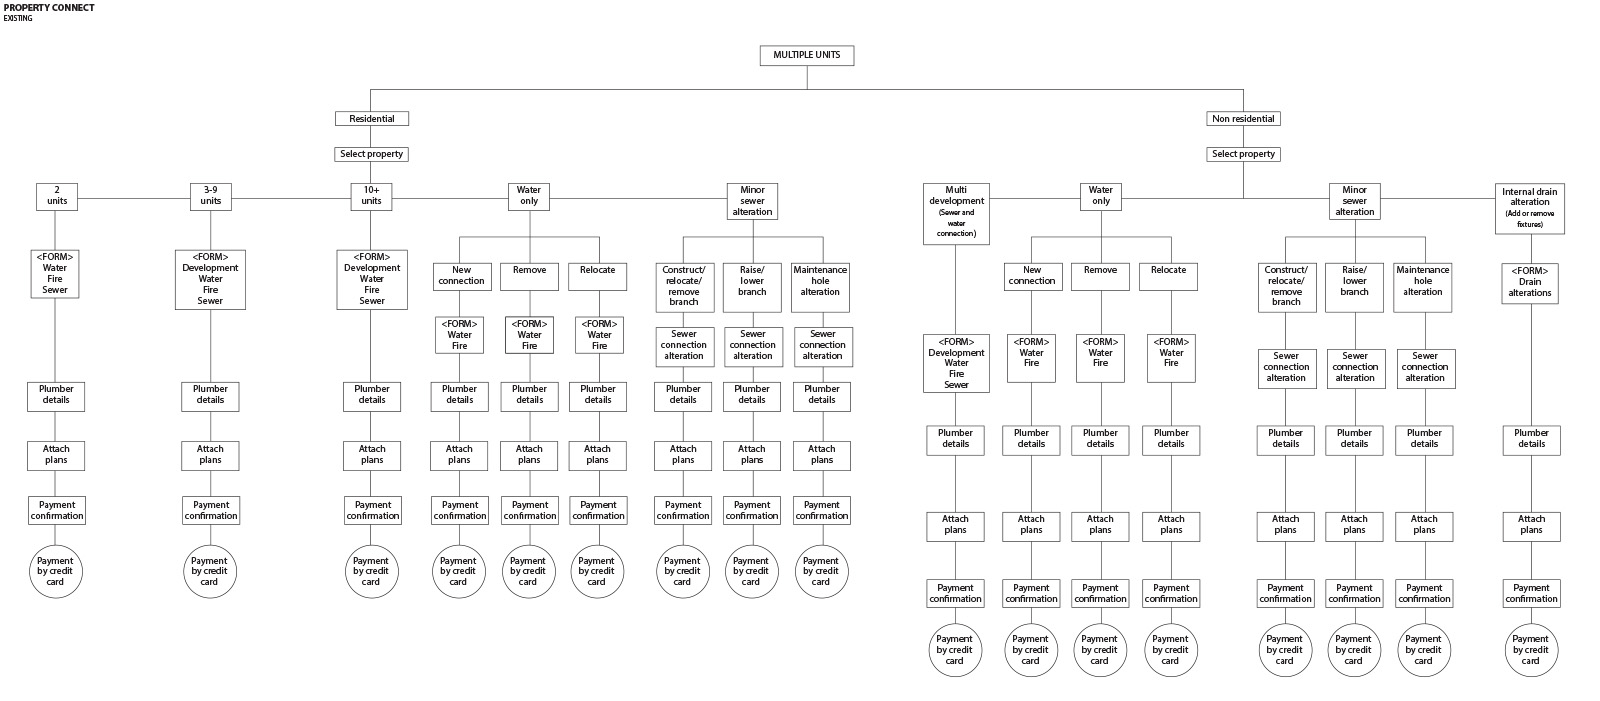 PROPERTY CONNECT
EXISTING
MULTIPLE UNITS
Residential
Non residential
Select property
Select property
2
units
3-9
units
10+
units
Water
only
Minor
sewer
alteration
Multi
development
(Sewer and
water
connection)
Water
only
Minor
sewer
alteration
Internal drain
alteration
(Add or remove
fixtures)
<FORM>
Water
Fire
Sewer
<FORM>
Development
Water
Fire
Sewer
<FORM>
Development
Water
Fire
Sewer
New
connection
Remove
Relocate
Construct/
relocate/
remove
branch
Raise/
lower
branch
Maintenance
hole
alteration
New
connection
Remove
Relocate
Construct/
relocate/
remove
branch
Raise/
lower
branch
Maintenance
hole
alteration
<FORM>
Drain
alterations
<FORM>
Water
Fire
<FORM>
Water
Fire
<FORM>
Water
Fire
Sewer
connection
alteration
Sewer
connection
alteration
Sewer
connection
alteration
<FORM>
Development
Water
Fire
Sewer
<FORM>
Water
Fire
<FORM>
Water
Fire
<FORM>
Water
Fire
Sewer
connection
alteration
Sewer
connection
alteration
Sewer
connection
alteration
Plumber
details
Plumber
details
Plumber
details
Plumber
details
Plumber
details
Plumber
details
Plumber
details
Plumber
details
Plumber
details
Plumber
details
Plumber
details
Plumber
details
Plumber
details
Plumber
details
Plumber
details
Plumber
details
Plumber
details
Attach
plans
Attach
plans
Attach
plans
Attach
plans
Attach
plans
Attach
plans
Attach
plans
Attach
plans
Attach
plans
Payment
confirmation
Payment
confirmation
Payment
confirmation
Payment
confirmation
Payment
confirmation
Payment
confirmation
Payment
confirmation
Payment
confirmation
Payment
confirmation
Attach
plans
Attach
plans
Attach
plans
Attach
plans
Attach
plans
Attach
plans
Attach
plans
Attach
plans
Payment
by credit
card
Payment
by credit
card
Payment
by credit
card
Payment
by credit
card
Payment
by credit
card
Payment
by credit
card
Payment
by credit
card
Payment
by credit
card
Payment
by credit
card
Payment
confirmation
Payment
confirmation
Payment
confirmation
Payment
confirmation
Payment
confirmation
Payment
confirmation
Payment
confirmation
Payment
confirmation
Payment
by credit
card
Payment
by credit
card
Payment
by credit
card
Payment
by credit
card
Payment
by credit
card
Payment
by credit
card
Payment
by credit
card
Payment
by credit
card